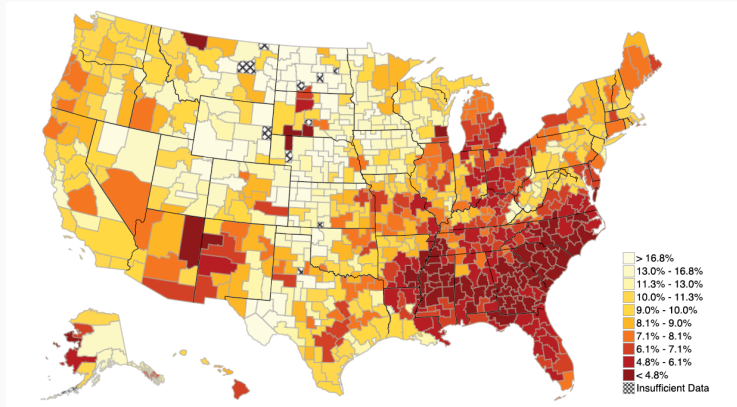 > 16.8%
13.0% - 16.8%
11.3% - 13.0%
10.0% - 11.3%
9.0% - 10.0%
8.1% - 9.0%
7.1% - 8.1%
6.1% - 7.1%
4.8% - 6.1%
< 4.8%
Insufficient Data